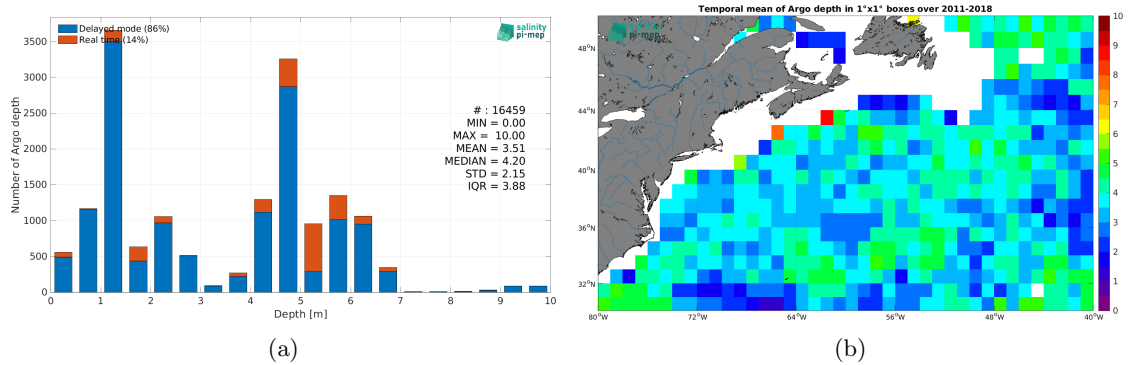 Delayed mode (86%)
Real time (14%)
salinity
pi-mep
# : 16459
MIN = 0.00
MAX = 10.00
MEAN = 3.51
MEDIAN = 4.20
STD = 2.15
IQR = 3.88
Number of Argo depth
3500
3000
2500
2000
1500
1000
500
0
0 1 2 3 4 5 6 7 8 9 10
Depth [m]
(a)
Temporal mean of Argo depth in 1°x1° boxes over 2011-2018
salinity
pi-mep
48°N
44°N
40°N
36°N
32°N
80°W 72°W 64°W 56°W 48°W 40°W
10
9
8
7
6
5
4
3
2
1
0
(b)